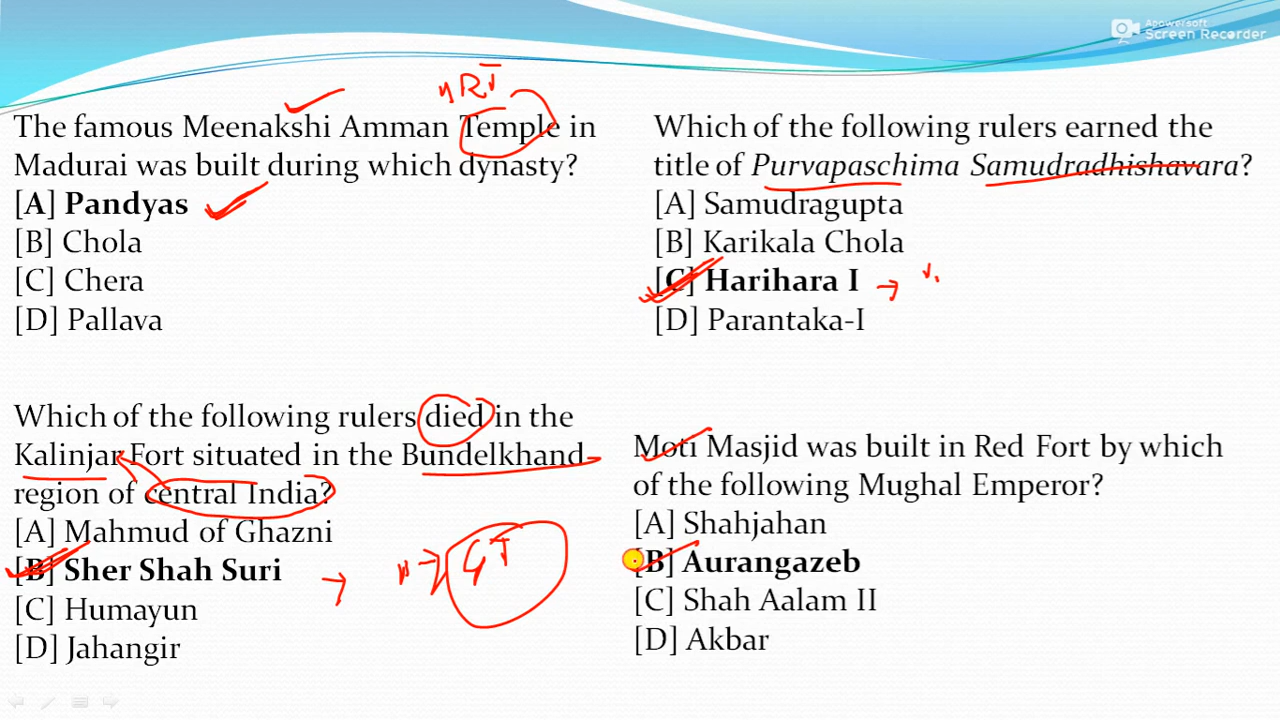 Apowersoft
Screen Recorder
The famous Meenakshi Amman Temple in
Madurai was built during which dynasty?
[A] Pandyas
[B] Chola
[C] Chera
[D] Pallava
Which of the following rulers earned the
title of Purvapaschima Samudradhishavara?
[A] Samudragupta
[B] Karikala Chola
[C] Harihara I
[D] Parantaka-I
Which of the following rulers died in the
Kalinjar Fort situated in the Bundelkhand
region of central India?
[A] Mahmud of Ghazni
[B] Sher Shah Suri
[C] Humayun
[D] Jahangir
Moti Masjid was built in Red Fort by which
of the following Mughal Emperor?
[A] Shahjahan
[B] Aurangazeb
[C] Shah Aalam II
[D] Akbar